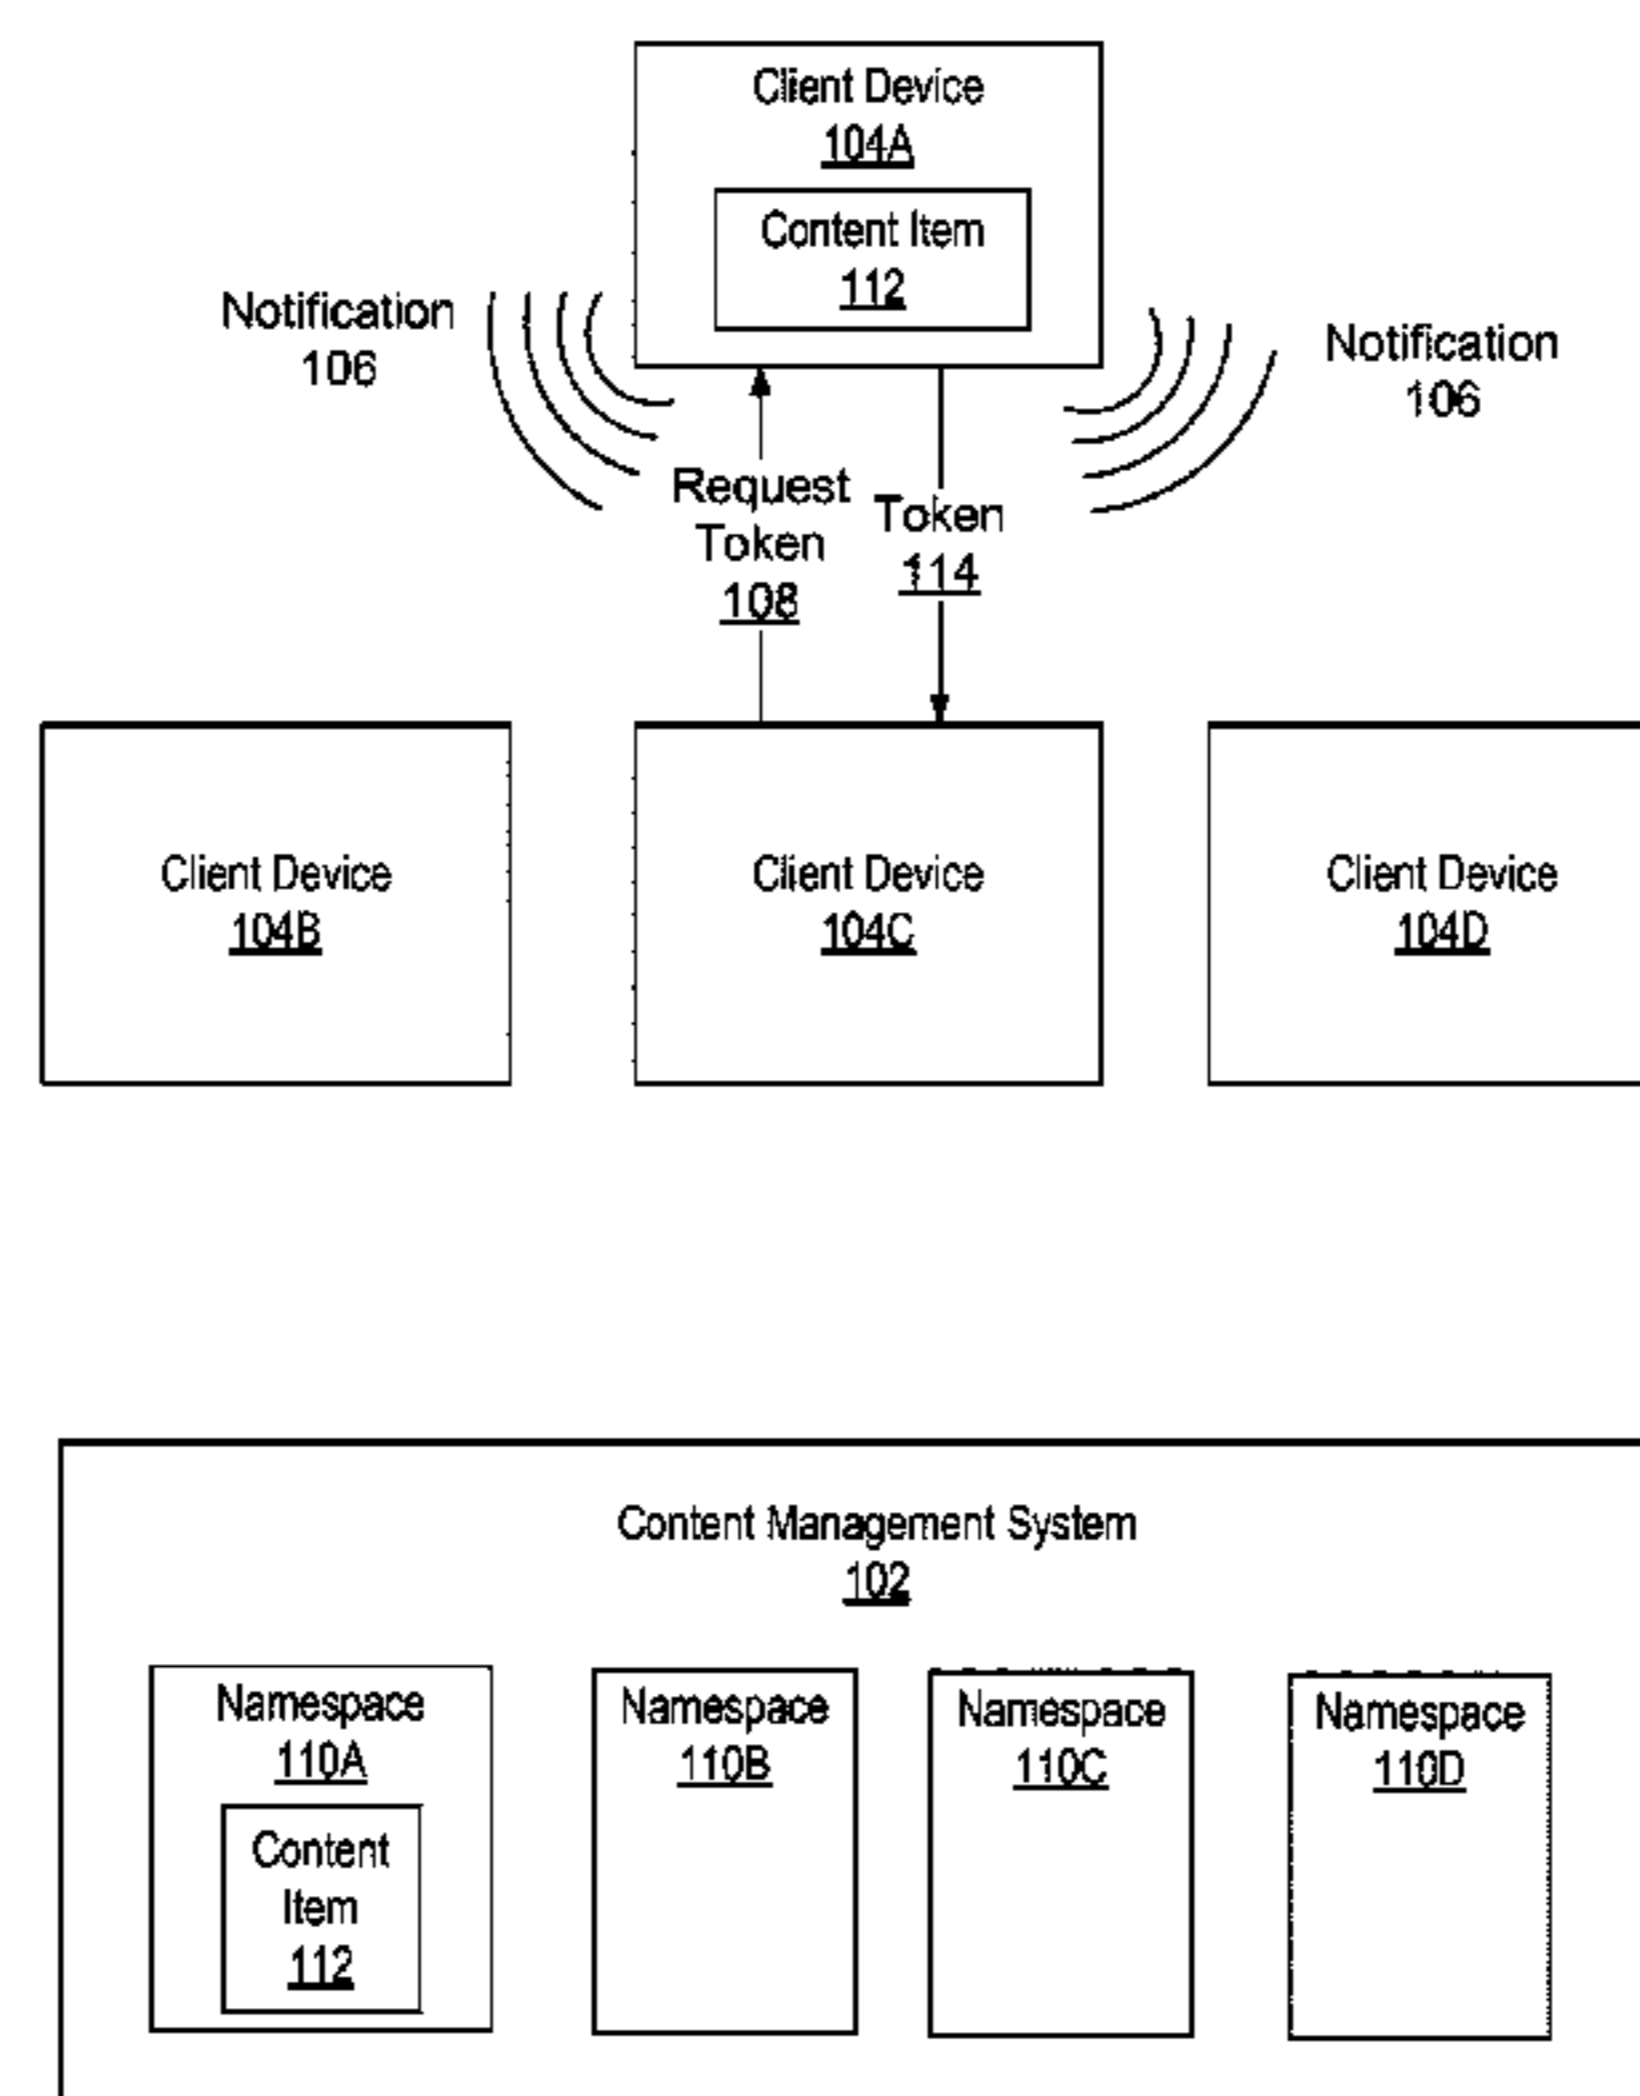 Client Device
104A
Content Item
112
Notification
106
Notification
106
Request
Token
108
Token
114
Client Device
104B
Client Device
104C
Client Device
104D
Content Management System
102
Namespace
110A
Content
Item
112
Namespace
110B
Namespace
110C
Namespace
110D